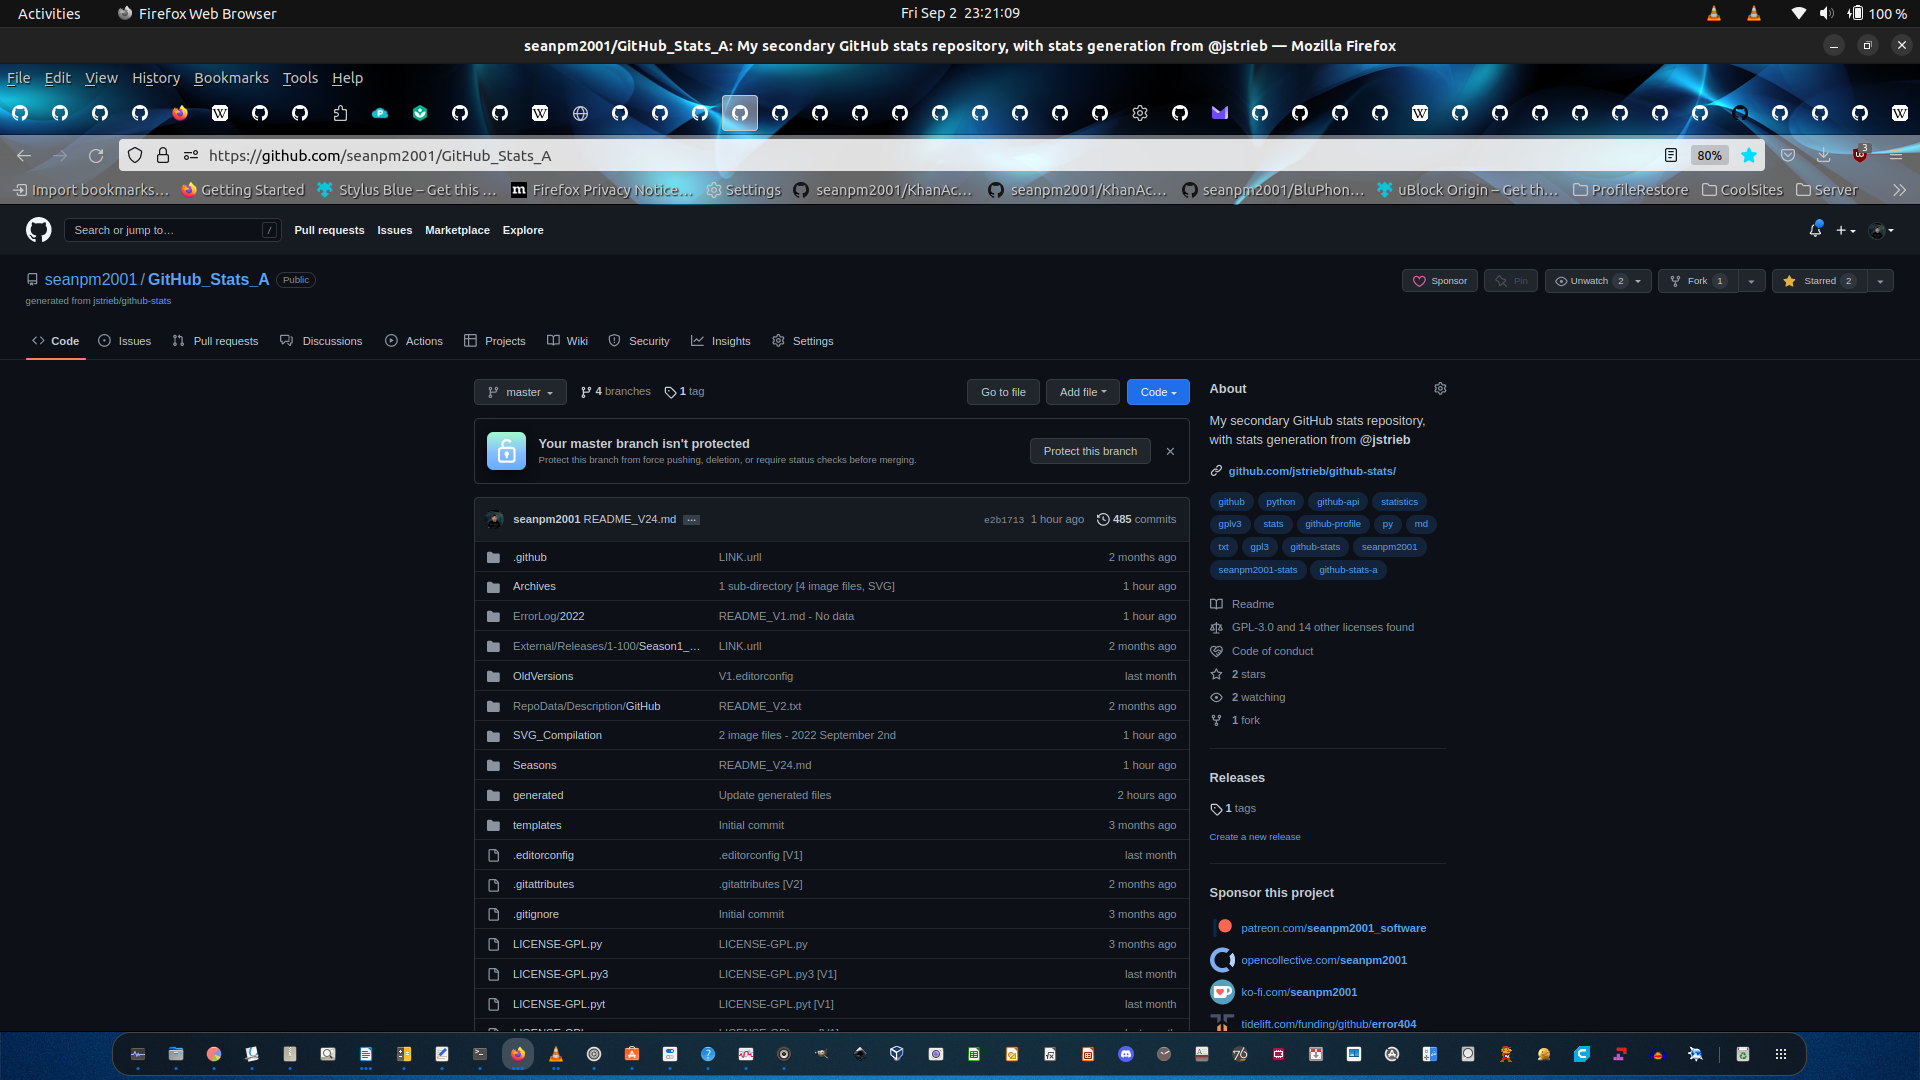 Activities
Firefox Web Browser
Fri Sep 2 23:21:09
100 %
seanpm2001/GitHub_Stats_A: My secondary GitHub stats repository, with stats generation from @jstrieb — Mozilla Firefox
File Edit View History Bookmarks Tools Help
https://github.com/seanpm2001/GitHub_Stats_A
80%
3
Import bookmarks...
Getting Started
Stylus Blue – Get this ...
Firefox Privacy Notice...
Settings
seanpm2001/KhanAc...
seanpm2001/KhanAc...
seanpm2001/BluPhon...
uBlock Origin – Get th...
ProfileRestore
CoolSites
Server
Search or jump to...
/
Pull requests Issues Marketplace Explore
seanpm2001 / GitHub_Stats_A
Public
Sponsor
Pin
Unwatch 2
Fork 1
Starred 2
generated from jstrieb/github-stats
Code
Issues
Pull requests
Discussions
Actions
Projects
Wiki
Security
Insights
Settings
master
4 branches
1 tag
Go to file
Add file
Code
Your master branch isn't protected
Protect this branch from force pushing, deletion, or require status checks before merging.
Protect this branch
seanpm2001 README_V24.md ...
e2b1713 1 hour ago
485 commits
.github LINK.urll 2 months ago
Archives 1 sub-directory [4 image files, SVG] 1 hour ago
ErrorLog/2022 README_V1.md - No data 1 hour ago
External/Releases/1-100/Season1_... LINK.urll 2 months ago
OldVersions V1.editorconfig last month
RepoData/Description/GitHub README_V2.txt 2 months ago
SVG_Compilation 2 image files - 2022 September 2nd 1 hour ago
Seasons README_V24.md 1 hour ago
generated Update generated files 2 hours ago
templates Initial commit 3 months ago
.editorconfig .editorconfig [V1] last month
.gitattributes .gitattributes [V2] 2 months ago
.gitignore Initial commit 3 months ago
LICENSE-GPL.py LICENSE-GPL.py 3 months ago
LICENSE-GPL.py3 LICENSE-GPL.py3 [V1] last month
LICENSE-GPL.pyt LICENSE-GPL.pyt [V1] last month
About
My secondary GitHub stats repository,
with stats generation from @jstrieb
github.com/jstrieb/github-stats/
github python github-api statistics
gplv3 stats github-profile py md
txt gpl3 github-stats seanpm2001
seanpm2001-stats github-stats-a
Readme
GPL-3.0 and 14 other licenses found
Code of conduct
2 stars
2 watching
1 fork
Releases
1 tags
Create a new release
Sponsor this project
patreon.com/seanpm2001_software
opencollective.com/seanpm2001
ko-fi.com/seanpm2001
tidelift.com/funding/github/error404